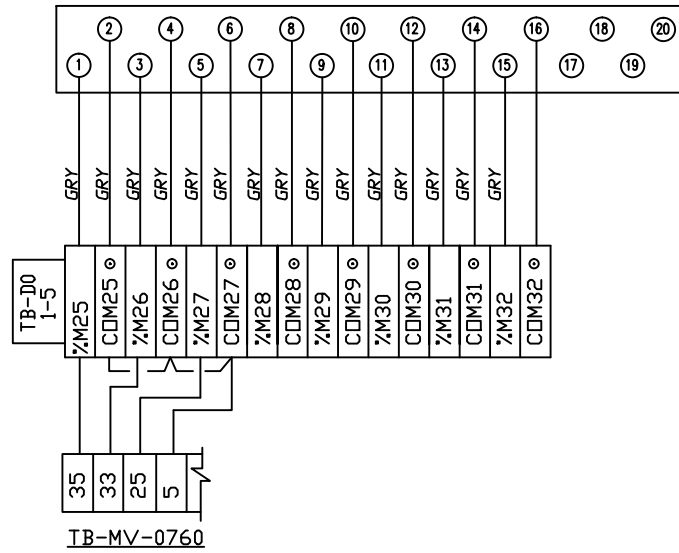 2 4 6 8 10 12 14 16 18 20
1 3 5 7 9 11 13 15 17 19
GRY GRY GRY GRY GRY GRY GRY GRY GRY GRY GRY GRY GRY GRY GRY
TB-DO
1-5
%M25
COM25
%M26
COM26
%M27
COM27
%M28
COM28
%M29
COM29
%M30
COM30
%M31
COM31
%M32
COM32
35
33
25
5
TB-MV-0760